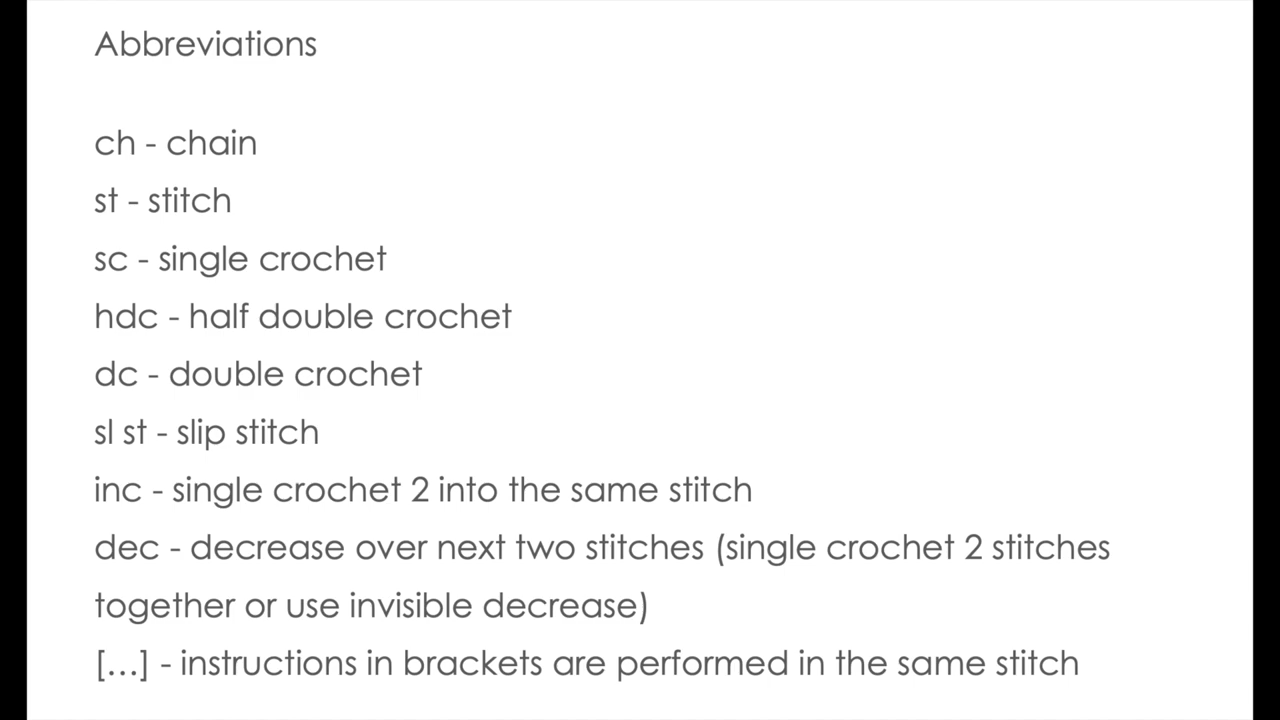 Abbreviations
ch - chain
st - stitch
sc - single crochet
hdc - half double crochet
dc - double crochet
sl st - slip stitch
inc - single crochet 2 into the same stitch
dec - decrease over next two stitches (single crochet 2 stitches
together or use invisible decrease)
[...] - instructions in brackets are performed in the same stitch